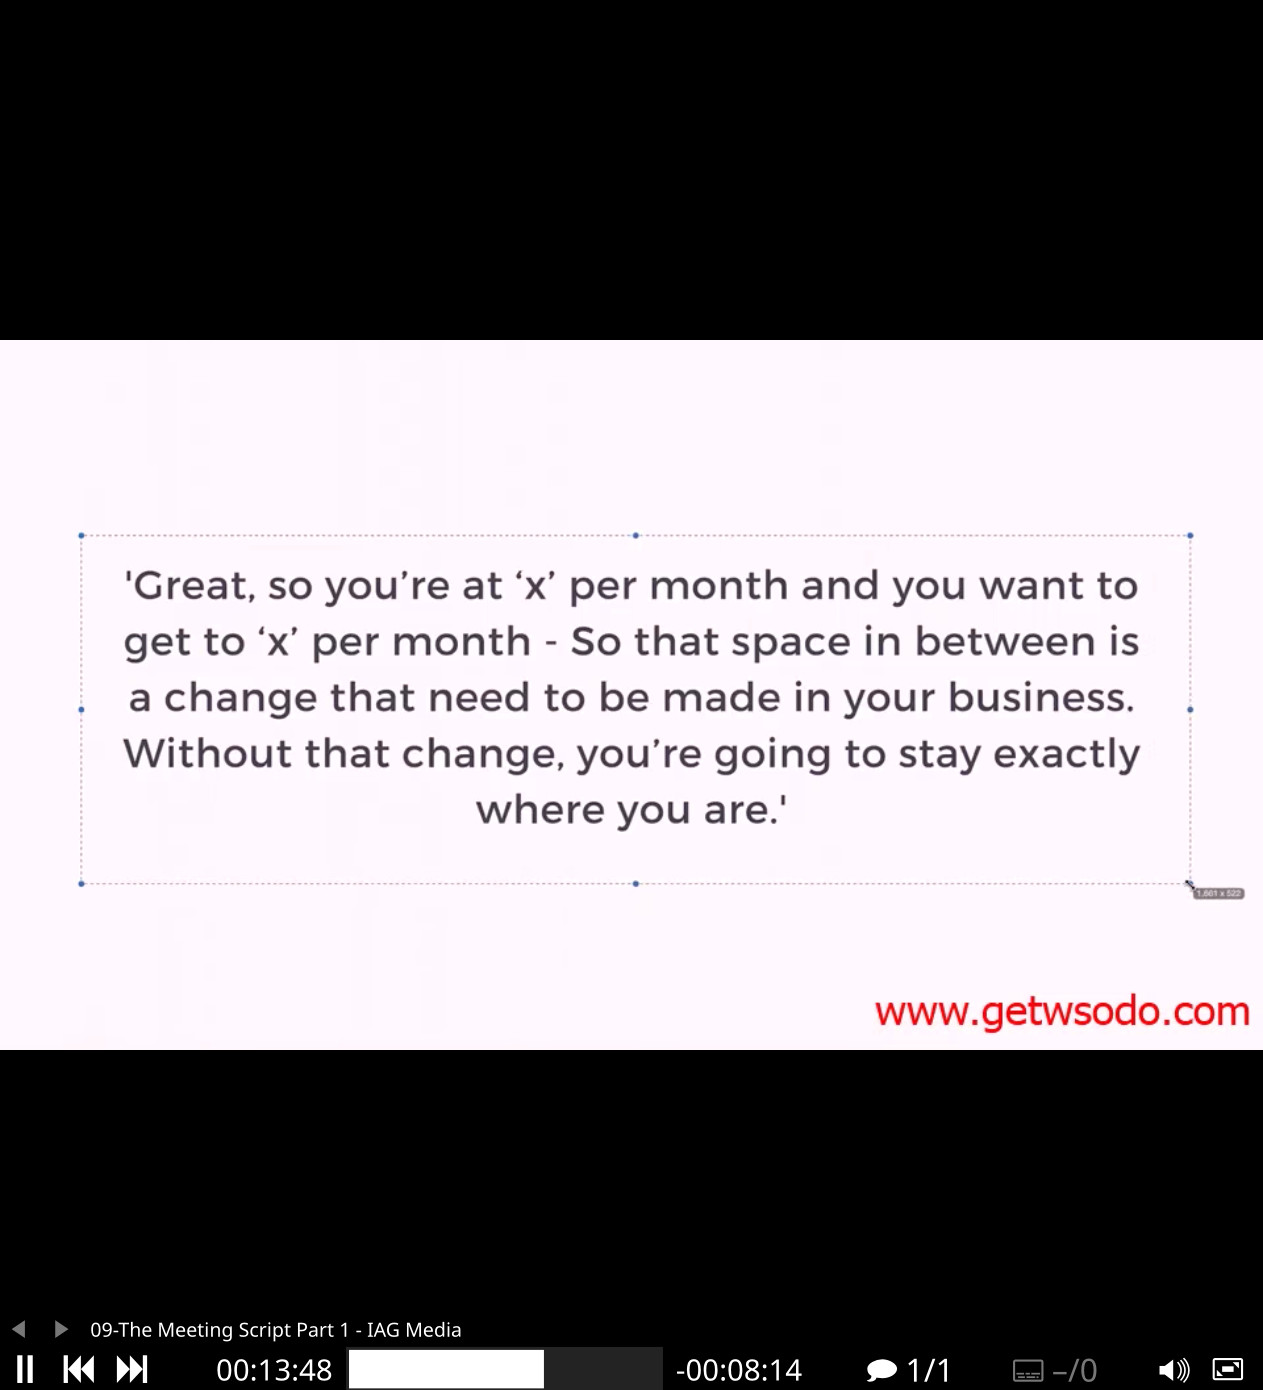 'Great, so you’re at ‘x’ per month and you want to
get to ‘x’ per month - So that space in between is
a change that need to be made in your business.
Without that change, you’re going to stay exactly
where you are.'
1,661 x 522
www.getwsodo.com
09-The Meeting Script Part 1 - IAG Media
00:13:48 -00:08:14 1/1 –/0